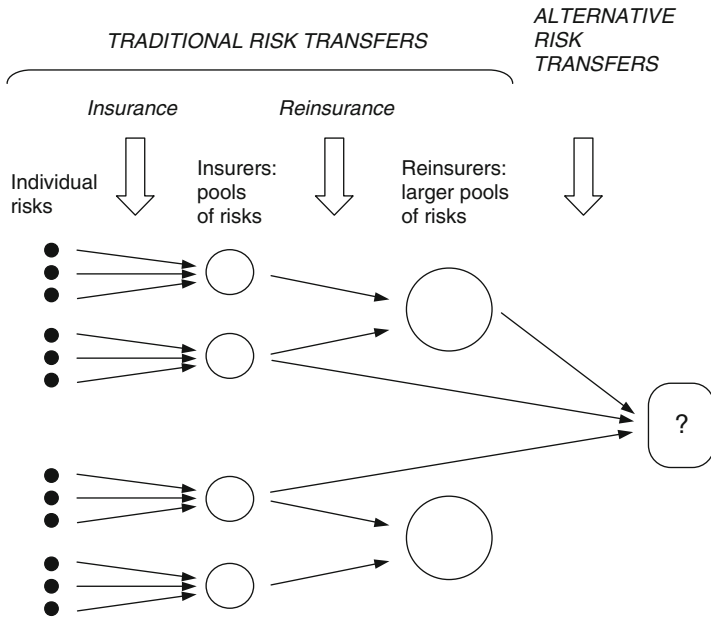 TRADITIONAL RISK TRANSFERS
ALTERNATIVE
RISK
TRANSFERS
Insurance
Reinsurance
Individual
risks
Insurers:
pools
of risks
Reinsurers:
larger pools
of risks
?